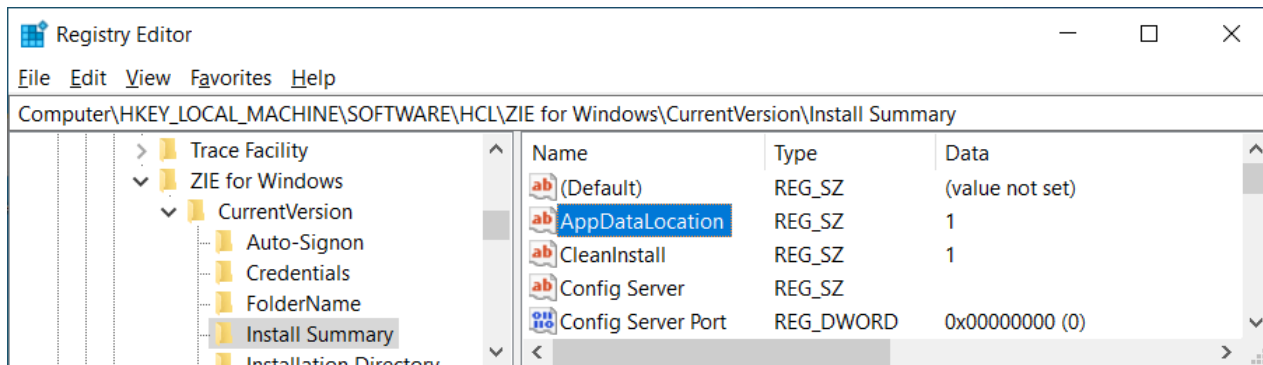 Registry Editor
File Edit View Favorites Help
Computer\HKEY_LOCAL_MACHINE\SOFTWARE\HCL\ZIE for Windows\CurrentVersion\Install Summary
Trace Facility
ZIE for Windows
CurrentVersion
Auto-Signon
Credentials
FolderName
Install Summary
Installation Directory
Name Type Data
(Default) REG_SZ (value not set)
AppDataLocation REG_SZ 1
CleanInstall REG_SZ 1
Config Server REG_SZ
Config Server Port REG_DWORD 0x00000000 (0)